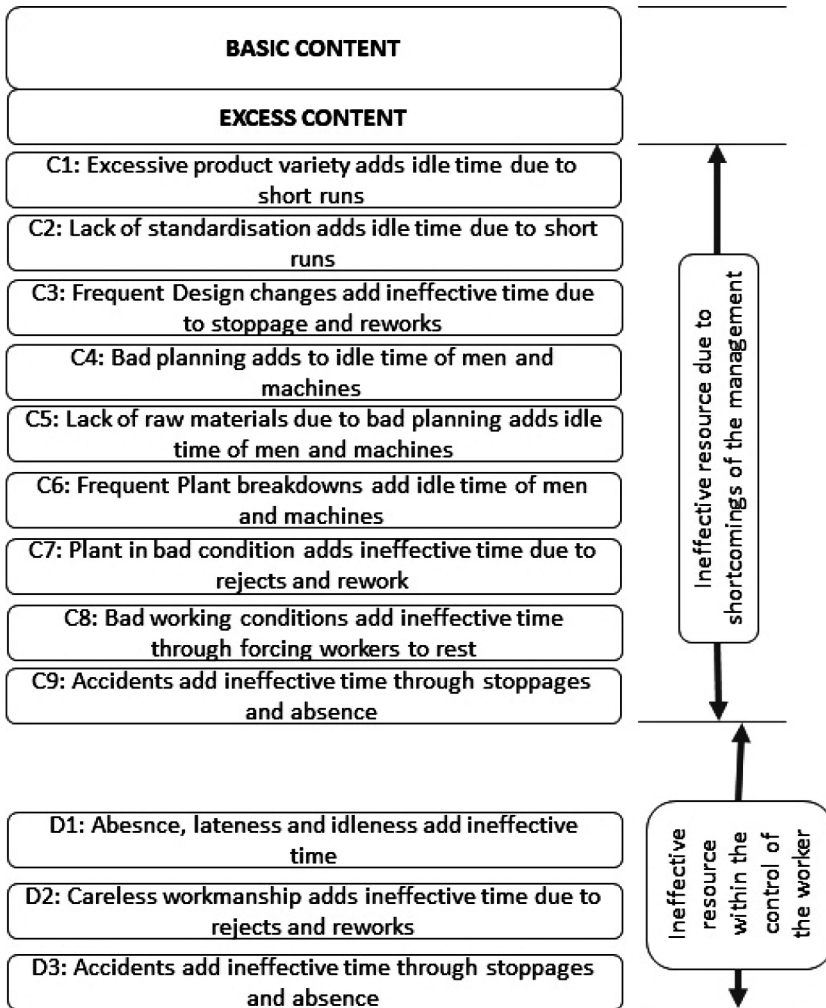 BASIC CONTENT
EXCESS CONTENT
C1: Excessive product variety adds idle time due to
short runs
C2: Lack of standardisation adds idle time due to short
runs
C3: Frequent Design changes add ineffective time due
to stoppage and reworks
C4: Bad planning adds to idle time of men and
machines
C5: Lack of raw materials due to bad planning adds idle
time of men and machines
C6: Frequent Plant breakdowns add idle time of men
and machines
C7: Plant in bad condition adds ineffective time due to
rejects and rework
C8: Bad working conditions add ineffective time
through forcing workers to rest
C9: Accidents add ineffective time through stoppages
and absence
Ineffective resource due to
shortcomings of the management
D1: Abesnce, lateness and idleness add ineffective
time
D2: Careless workmanship adds ineffective time due to
rejects and reworks
D3: Accidents add ineffective time through stoppages
and absence
Ineffective
resource
within the
control of
the worker